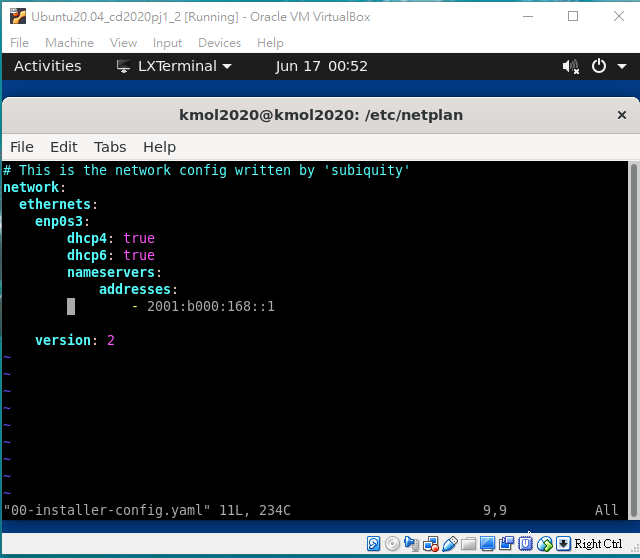 Ubuntu20.04_cd2020pj1_2 [Running] - Oracle VM VirtualBox
File Machine View Input Devices Help
Activities LXTerminal Jun 17 00:52
kmol2020@kmol2020: /etc/netplan
File Edit Tabs Help
# This is the network config written by 'subiquity'
network:
  ethernets:
    enp0s3:
        dhcp4: true
        dhcp6: true
        nameservers:
            addresses:
                - 2001:b000:168::1
    version: 2
~
~
~
~
~
~
~
~
~
"00-installer-config.yaml" 11L, 234C 9,9 All
Right Ctrl